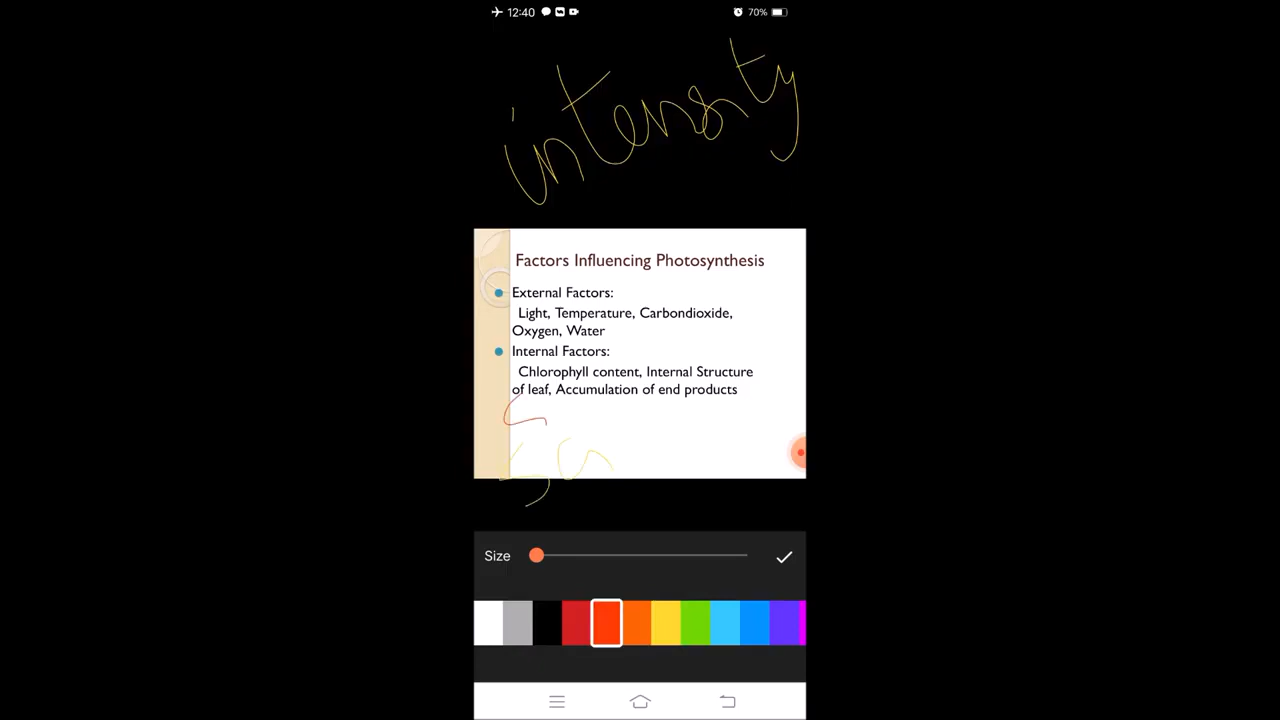 12:40
70%
intensity
Factors Influencing Photosynthesis
External Factors:
Light, Temperature, Carbondioxide,
Oxygen, Water
Internal Factors:
Chlorophyll content, Internal Structure
of leaf, Accumulation of end products
Size